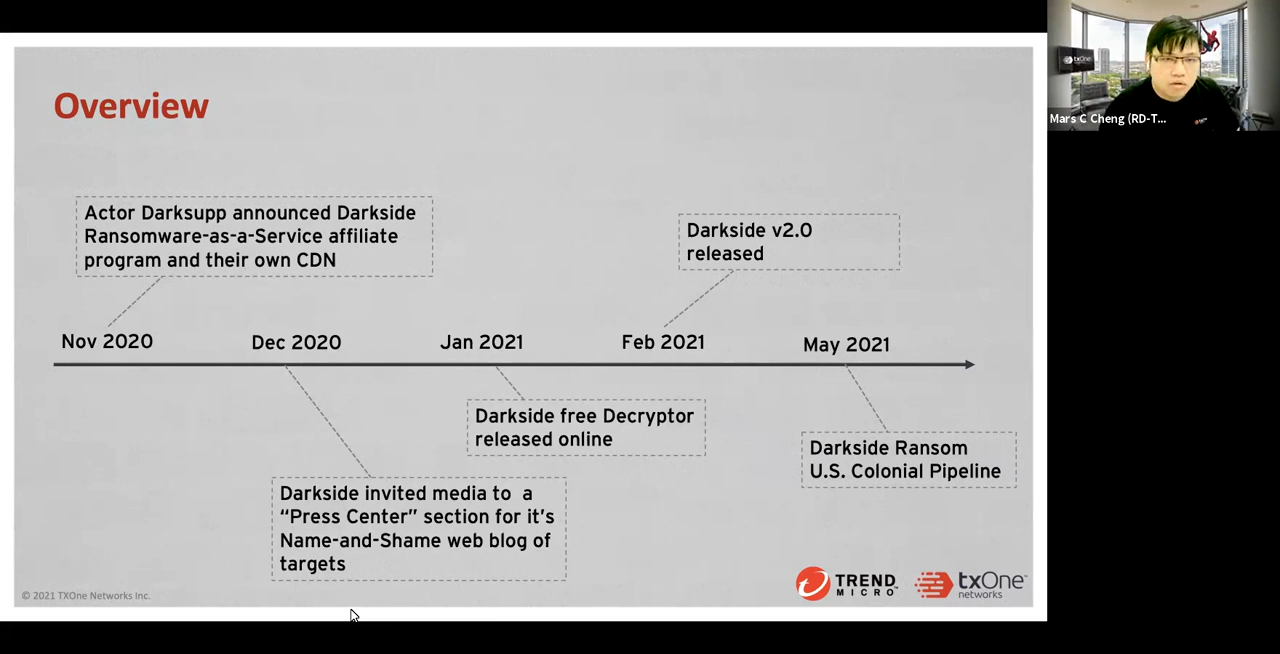 Overview
Actor Darksupp announced Darkside
Ransomware-as-a-Service affiliate
program and their own CDN
Darkside v2.0
released
Nov 2020
Dec 2020
Jan 2021
Feb 2021
May 2021
Darkside free Decryptor
released online
Darkside Ransom
U.S. Colonial Pipeline
Darkside invited media to a
“Press Center” section for it’s
Name-and-Shame web blog of
targets
© 2021 TXOne Networks Inc.
TREND
MICRO
txOne
networks
txOne
Mars C Cheng (RD-T...